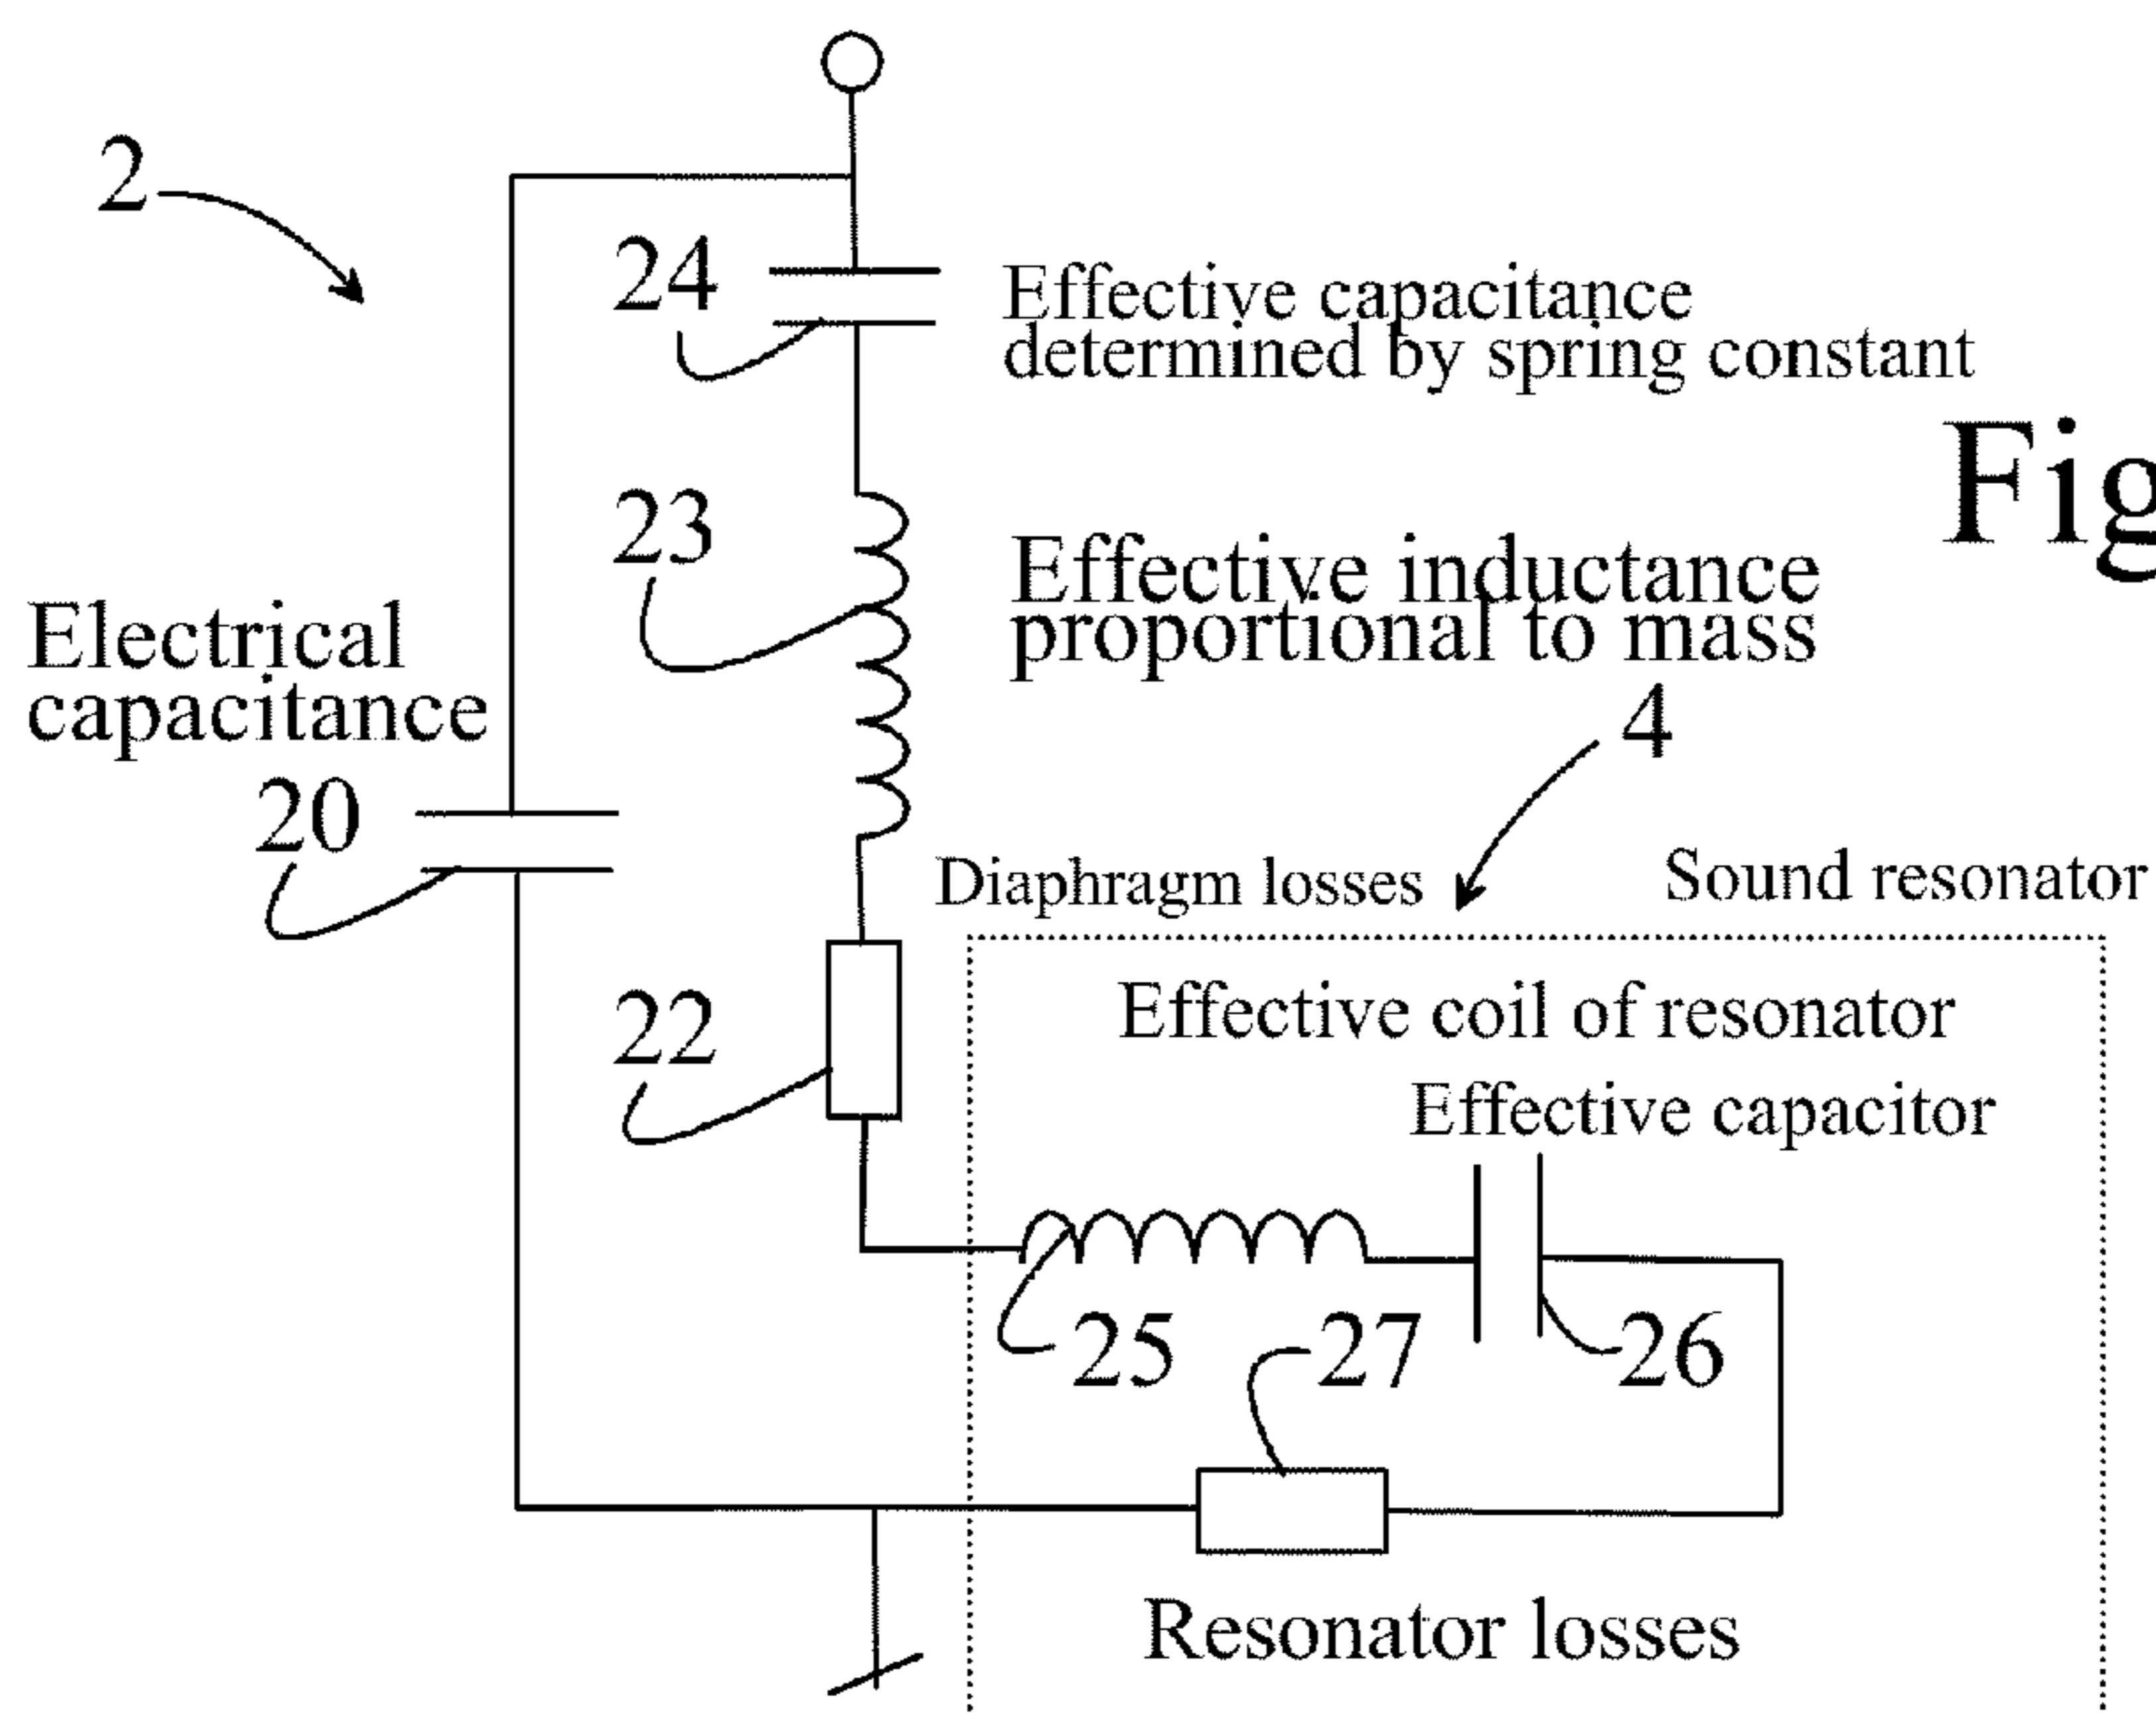 2
24
Effective capacitance
determined by spring constant
Fig
23
Effective inductance
proportional to mass
Electrical
capacitance
4
20
Diaphragm losses
Sound resonator
22
Effective coil of resonator
Effective capacitor
25
27
26
Resonator losses